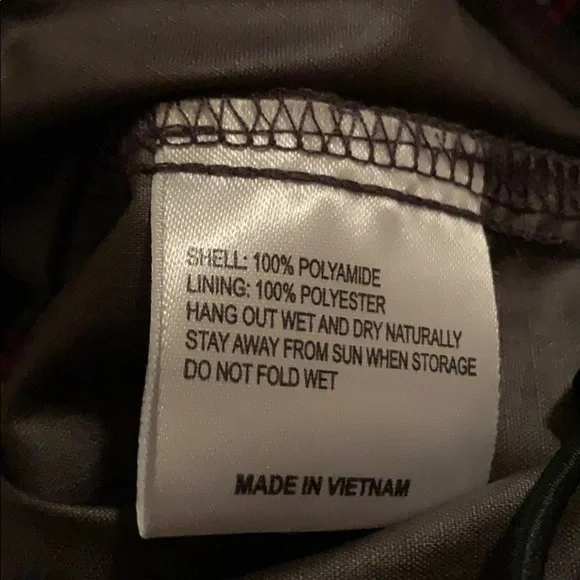 SHELL: 100% POLYAMIDE
LINING: 100% POLYESTER
HANG OUT WET AND DRY NATURALLY
STAY AWAY FROM SUN WHEN STORAGE
DO NOT FOLD WET
MADE IN VIETNAM